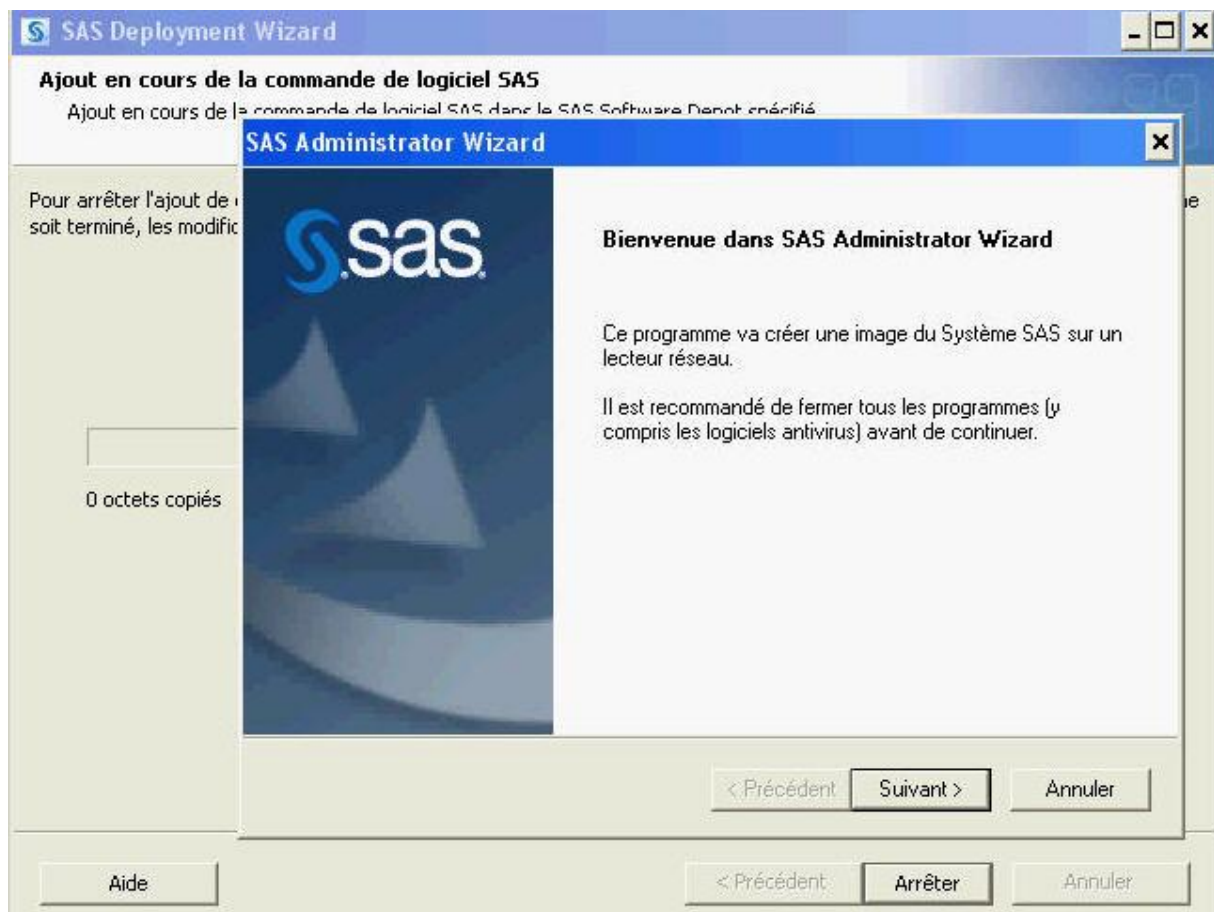 SAS Deployment Wizard
Ajout en cours de la commande de logiciel SAS
Ajout en cours de la commande de logiciel SAS dans le SAS Software Depot spécifié
SAS Administrator Wizard
Pour arrêter l'ajout de
soit terminé, les modific
sas
Bienvenue dans SAS Administrator Wizard
Ce programme va créer une image du Système SAS sur un
lecteur réseau.
Il est recommandé de fermer tous les programmes (y
compris les logiciels antivirus) avant de continuer.
0 octets copiés
< Précédent Suivant > Annuler
Aide < Précédent Arrêter Annuler